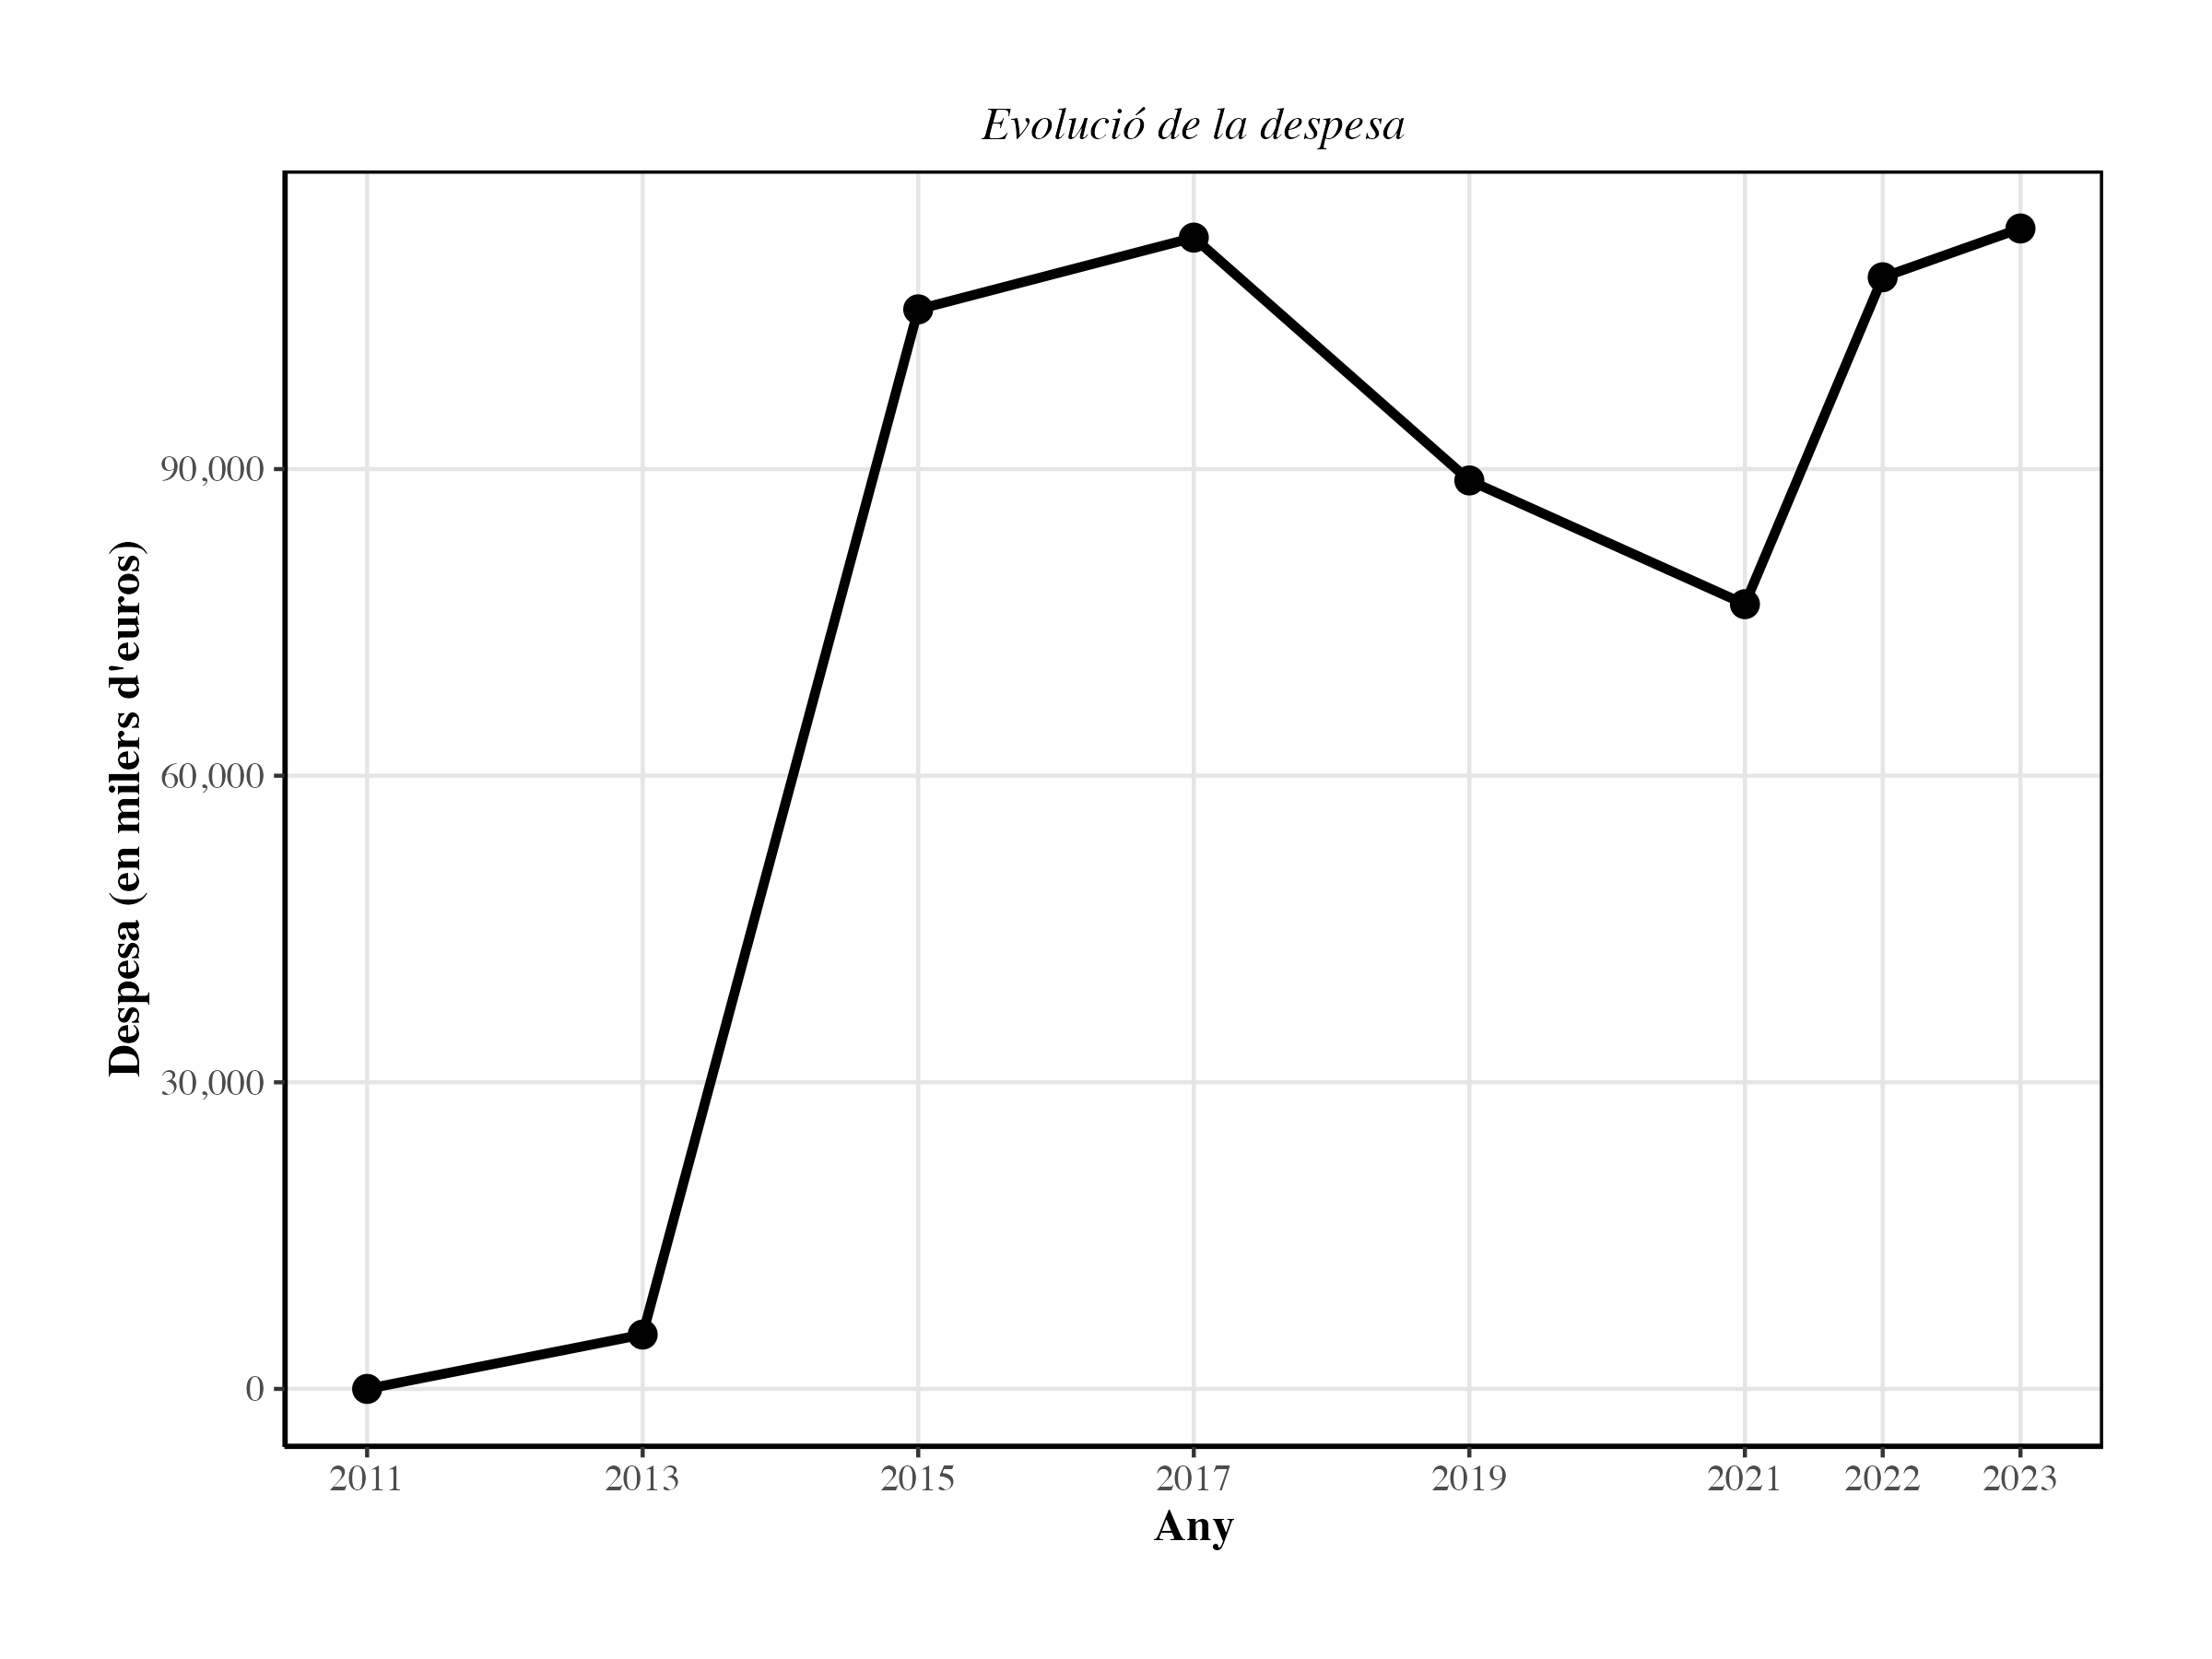 Evolució de la despesa
Despesa (en milers d'euros)
90,000
60,000
30,000
0
2011 2013 2015 2017 2019 2021 2022 2023
Any